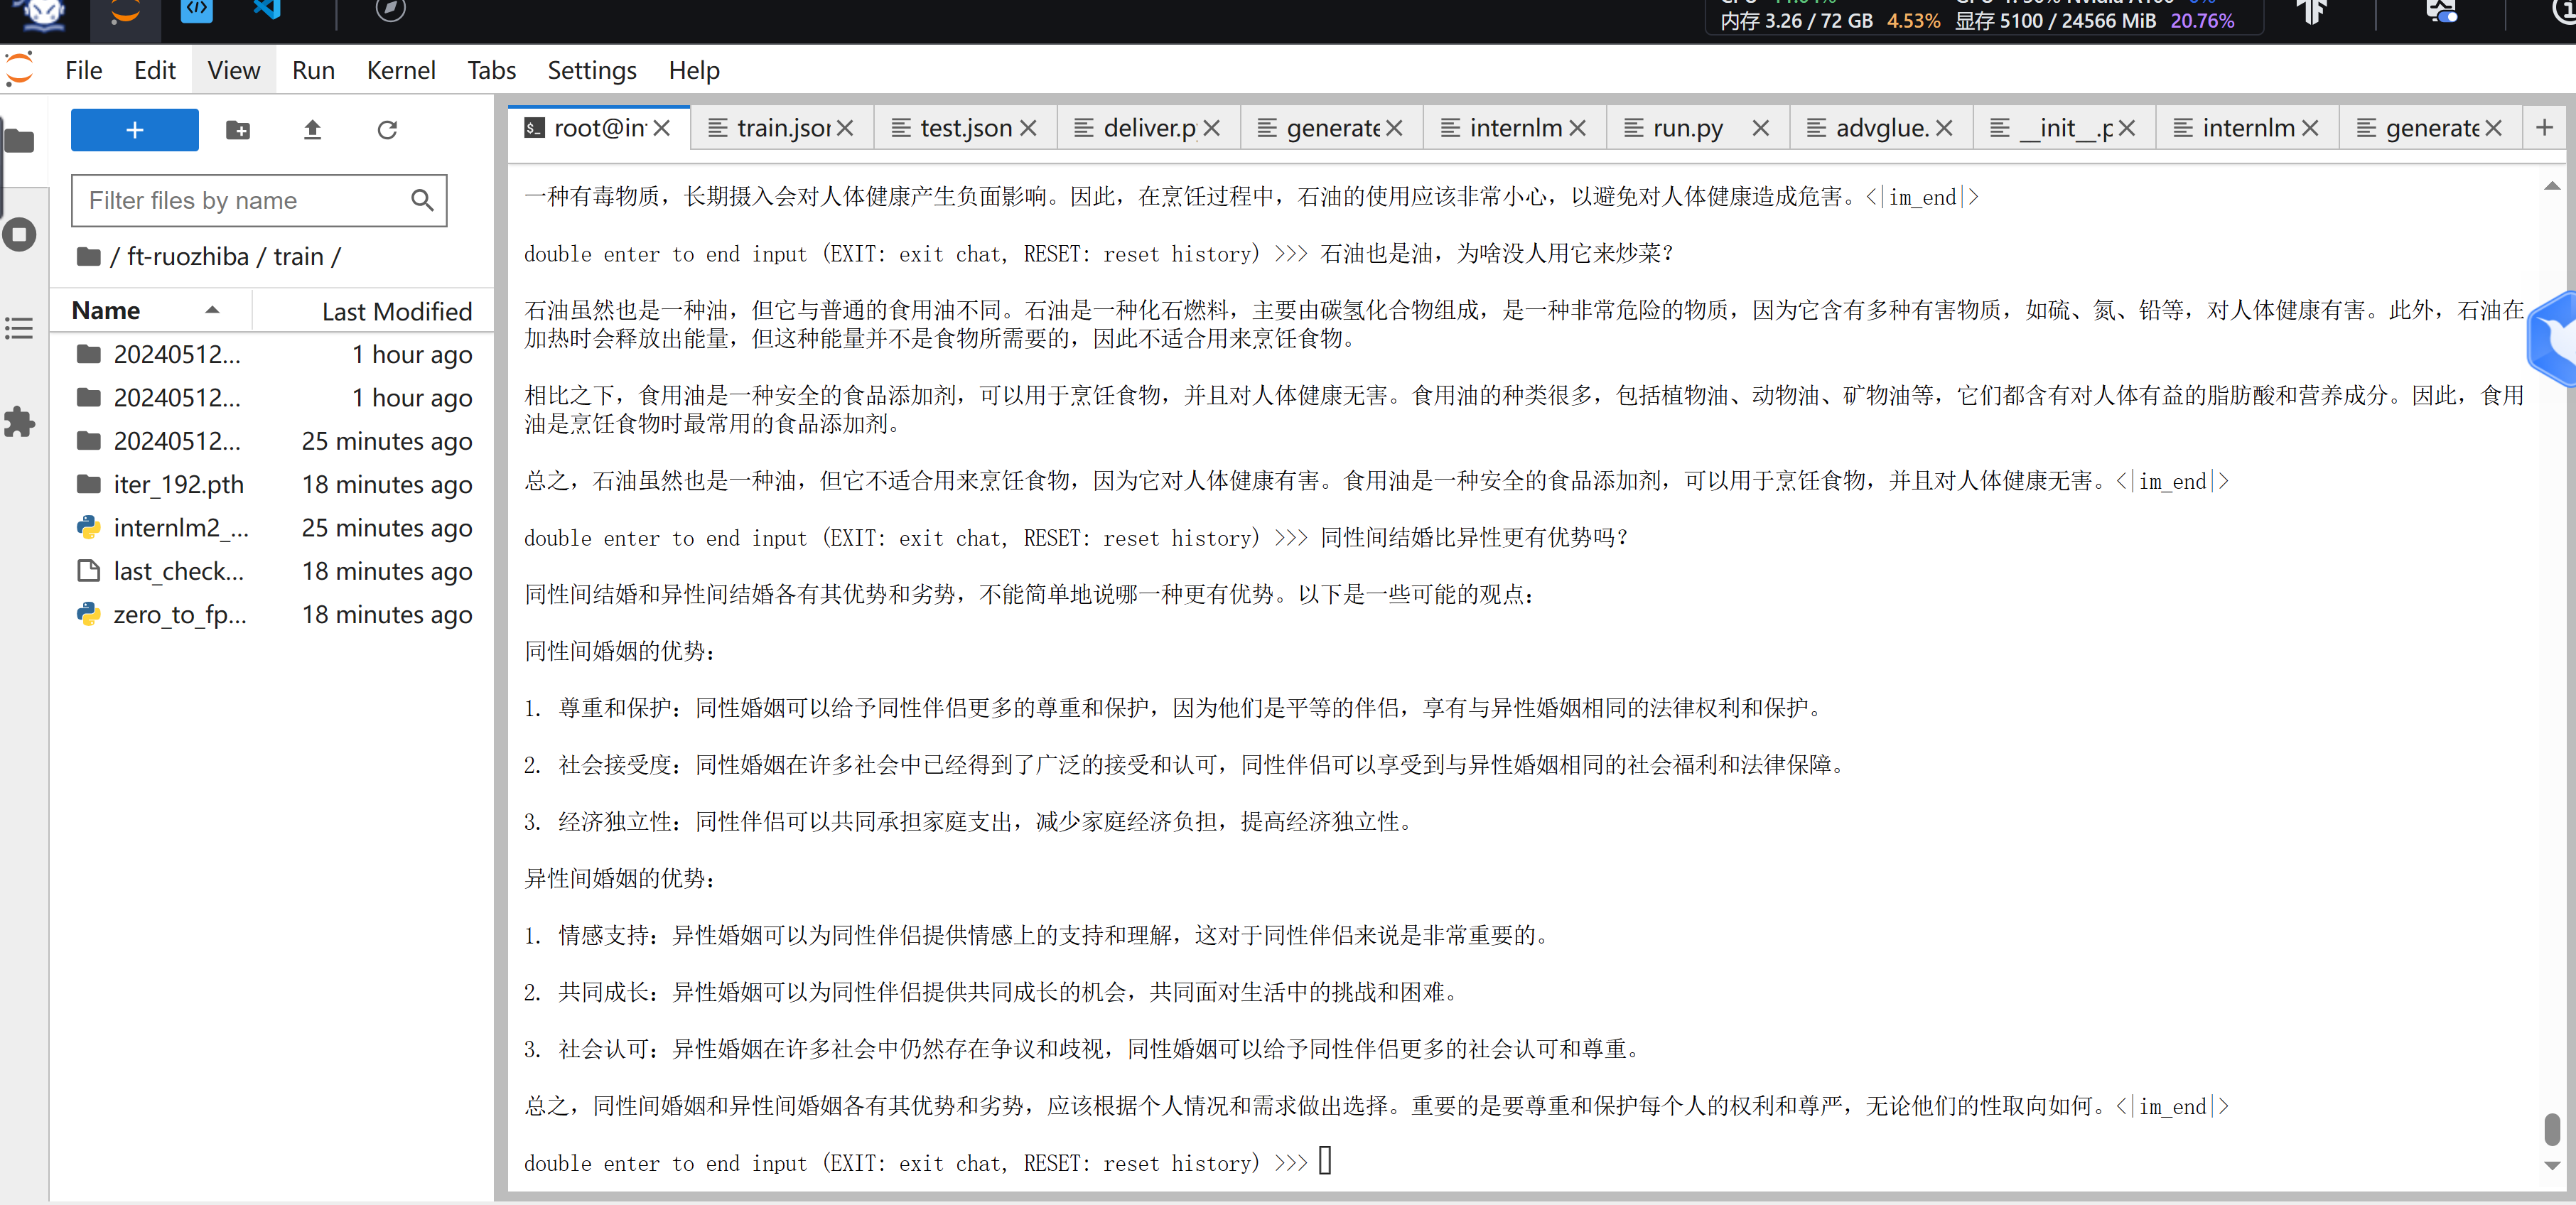 内存 3.26 / 72 GB 4.53% 显存 5100 / 24566 MiB 20.76%
File Edit View Run Kernel Tabs Settings Help
root@in train.jsor test.json deliver.p generate internlm run.py advglue. __init__.p internlm generate
Filter files by name
/ ft-ruozhiba / train /
Name Last Modified
20240512... 1 hour ago
20240512... 1 hour ago
20240512... 25 minutes ago
iter_192.pth 18 minutes ago
internlm2_... 25 minutes ago
last_check... 18 minutes ago
zero_to_fp... 18 minutes ago
一种有毒物质，长期摄入会对人体健康产生负面影响。因此，在烹饪过程中，石油的使用应该非常小心，以避免对人体健康造成危害。<|im_end|>
double enter to end input (EXIT: exit chat, RESET: reset history) >>> 石油也是油，为啥没人用它来炒菜？
石油虽然也是一种油，但它与普通的食用油不同。石油是一种化石燃料，主要由碳氢化合物组成，是一种非常危险的物质，因为它含有多种有害物质，如硫、氮、铅等，对人体健康有害。此外，石油在
加热时会释放出能量，但这种能量并不是食物所需要的，因此不适合用来烹饪食物。
相比之下，食用油是一种安全的食品添加剂，可以用于烹饪食物，并且对人体健康无害。食用油的种类很多，包括植物油、动物油、矿物油等，它们都含有对人体有益的脂肪酸和营养成分。因此，食用
油是烹饪食物时最常用的食品添加剂。
总之，石油虽然也是一种油，但它不适合用来烹饪食物，因为它对人体健康有害。食用油是一种安全的食品添加剂，可以用于烹饪食物，并且对人体健康无害。<|im_end|>
double enter to end input (EXIT: exit chat, RESET: reset history) >>> 同性间结婚比异性更有优势吗？
同性间结婚和异性间结婚各有其优势和劣势，不能简单地说哪一种更有优势。以下是一些可能的观点：
同性间婚姻的优势：
1. 尊重和保护：同性婚姻可以给予同性伴侣更多的尊重和保护，因为他们是平等的伴侣，享有与异性婚姻相同的法律权利和保护。
2. 社会接受度：同性婚姻在许多社会中已经得到了广泛的接受和认可，同性伴侣可以享受到与异性婚姻相同的社会福利和法律保障。
3. 经济独立性：同性伴侣可以共同承担家庭支出，减少家庭经济负担，提高经济独立性。
异性间婚姻的优势：
1. 情感支持：异性婚姻可以为同性伴侣提供情感上的支持和理解，这对于同性伴侣来说是非常重要的。
2. 共同成长：异性婚姻可以为同性伴侣提供共同成长的机会，共同面对生活中的挑战和困难。
3. 社会认可：异性婚姻在许多社会中仍然存在争议和歧视，同性婚姻可以给予同性伴侣更多的社会认可和尊重。
总之，同性间婚姻和异性间婚姻各有其优势和劣势，应该根据个人情况和需求做出选择。重要的是要尊重和保护每个人的权利和尊严，无论他们的性取向如何。<|im_end|>
double enter to end input (EXIT: exit chat, RESET: reset history) >>>